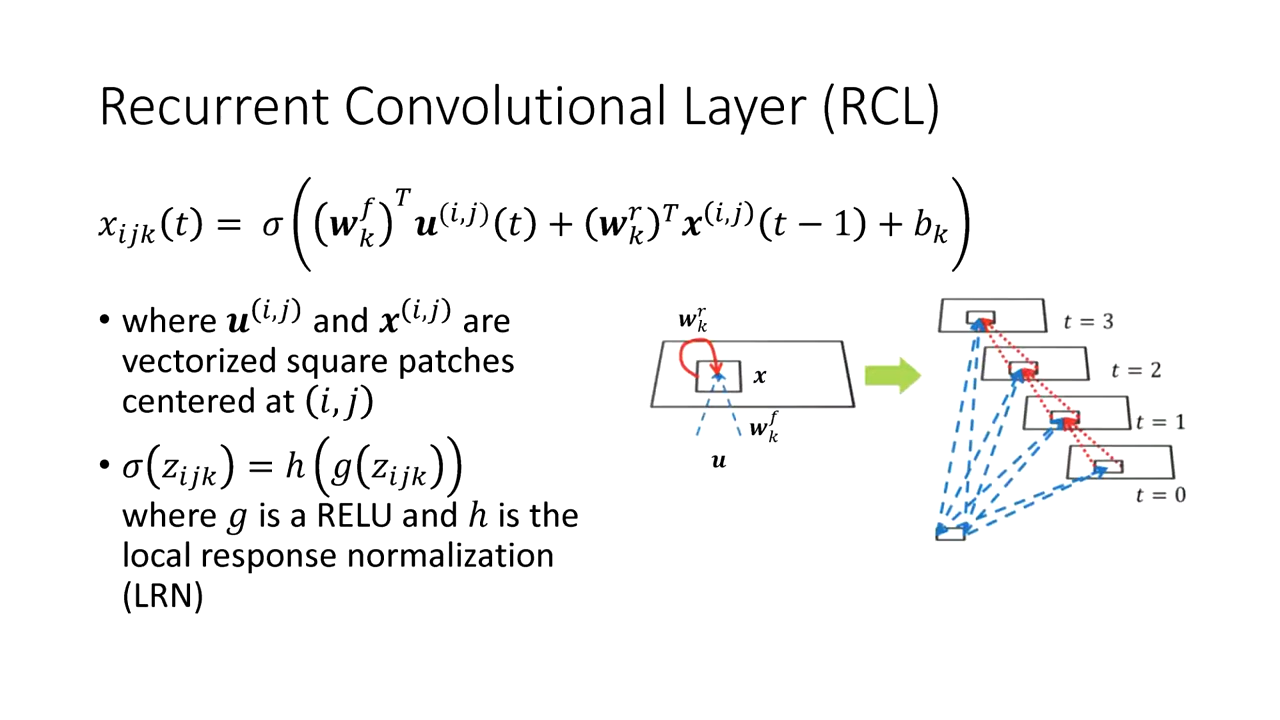 Recurrent Convolutional Layer (RCL)
x_{ijk}(t) = σ((𝒘_k^f)^T 𝒖^{(i,j)}(t) + (𝒘_k^r)^T 𝒙^{(i,j)}(t − 1) + b_k)
• where 𝒖^{(i,j)} and 𝒙^{(i,j)} are
vectorized square patches
centered at (i, j)
• σ(z_{ijk}) = h(g(z_{ijk}))
where g is a RELU and h is the
local response normalization
(LRN)
𝒘_k^r
𝒙
𝒘_k^f
𝒖
t = 3
t = 2
t = 1
t = 0